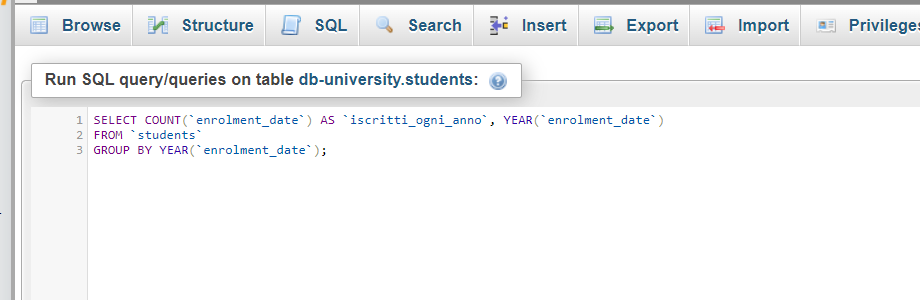 Browse Structure SQL Search Insert Export Import Privileges
Run SQL query/queries on table db-university.students:
1 SELECT COUNT(`enrolment_date`) AS `iscritti_ogni_anno`, YEAR(`enrolment_date`)
2 FROM `students`
3 GROUP BY YEAR(`enrolment_date`);